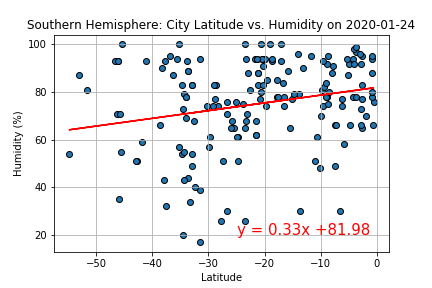 Southern Hemisphere: City Latitude vs. Humidity on 2020-01-24
Humidity (%)
100
80
60
40
20
y = 0.33x +81.98
−50
−40
−30
−20
−10
0
Latitude